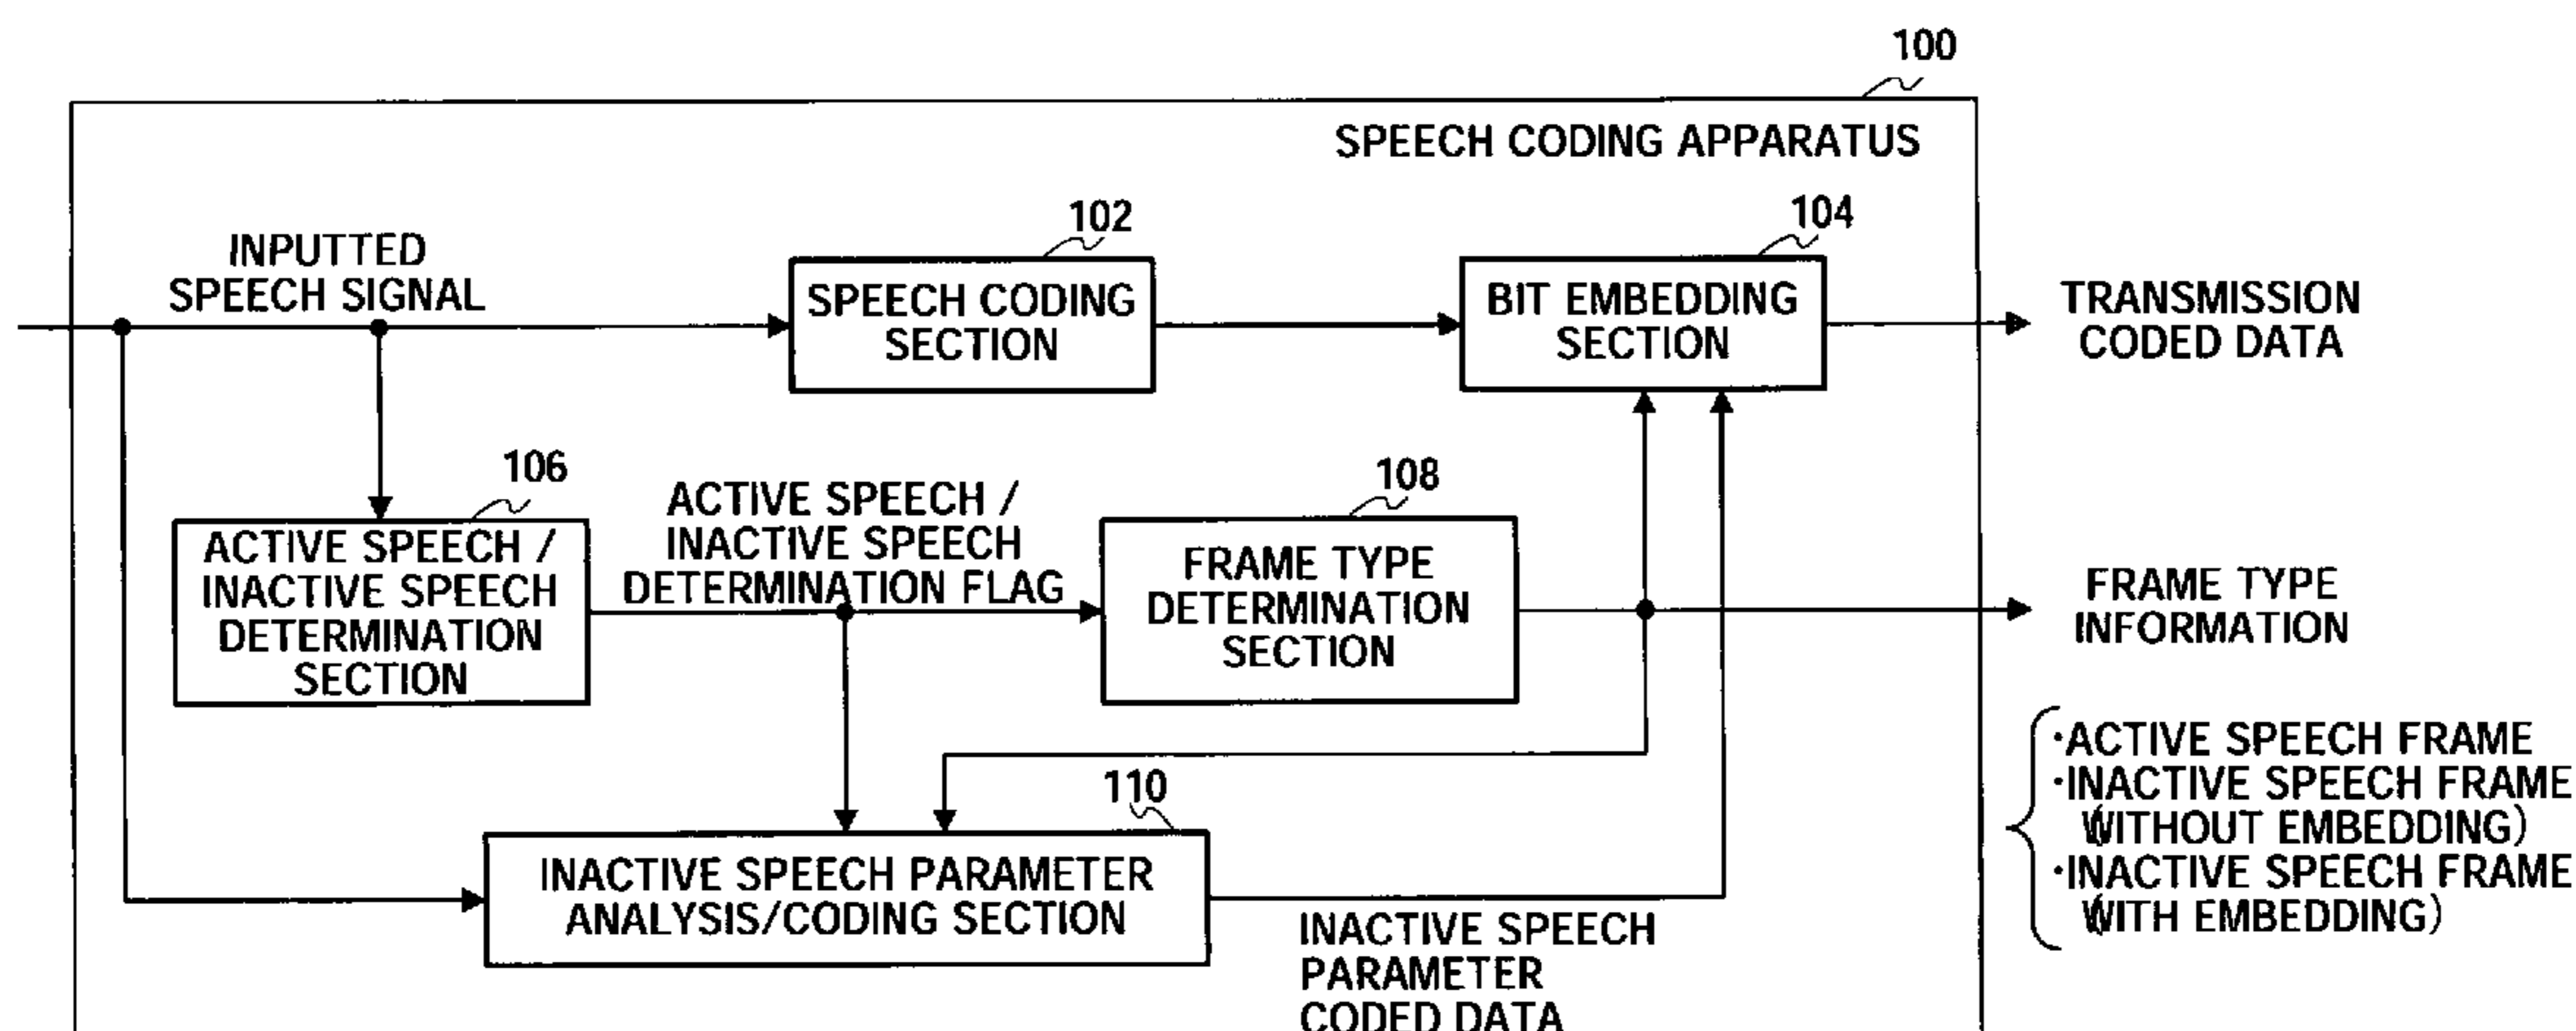 100
SPEECH CODING APPARATUS
102
104
INPUTTED
SPEECH SIGNAL
SPEECH CODING
SECTION
BIT EMBEDDING
SECTION
TRANSMISSION
CODED DATA
106
ACTIVE SPEECH /
INACTIVE SPEECH
DETERMINATION FLAG
108
ACTIVE SPEECH /
INACTIVE SPEECH
DETERMINATION
SECTION
FRAME TYPE
DETERMINATION
SECTION
FRAME TYPE
INFORMATION
·ACTIVE SPEECH FRAME
·INACTIVE SPEECH FRAME
(WITHOUT EMBEDDING)
·INACTIVE SPEECH FRAME
(WITH EMBEDDING)
110
INACTIVE SPEECH PARAMETER
ANALYSIS/CODING SECTION
INACTIVE SPEECH
PARAMETER
CODED DATA